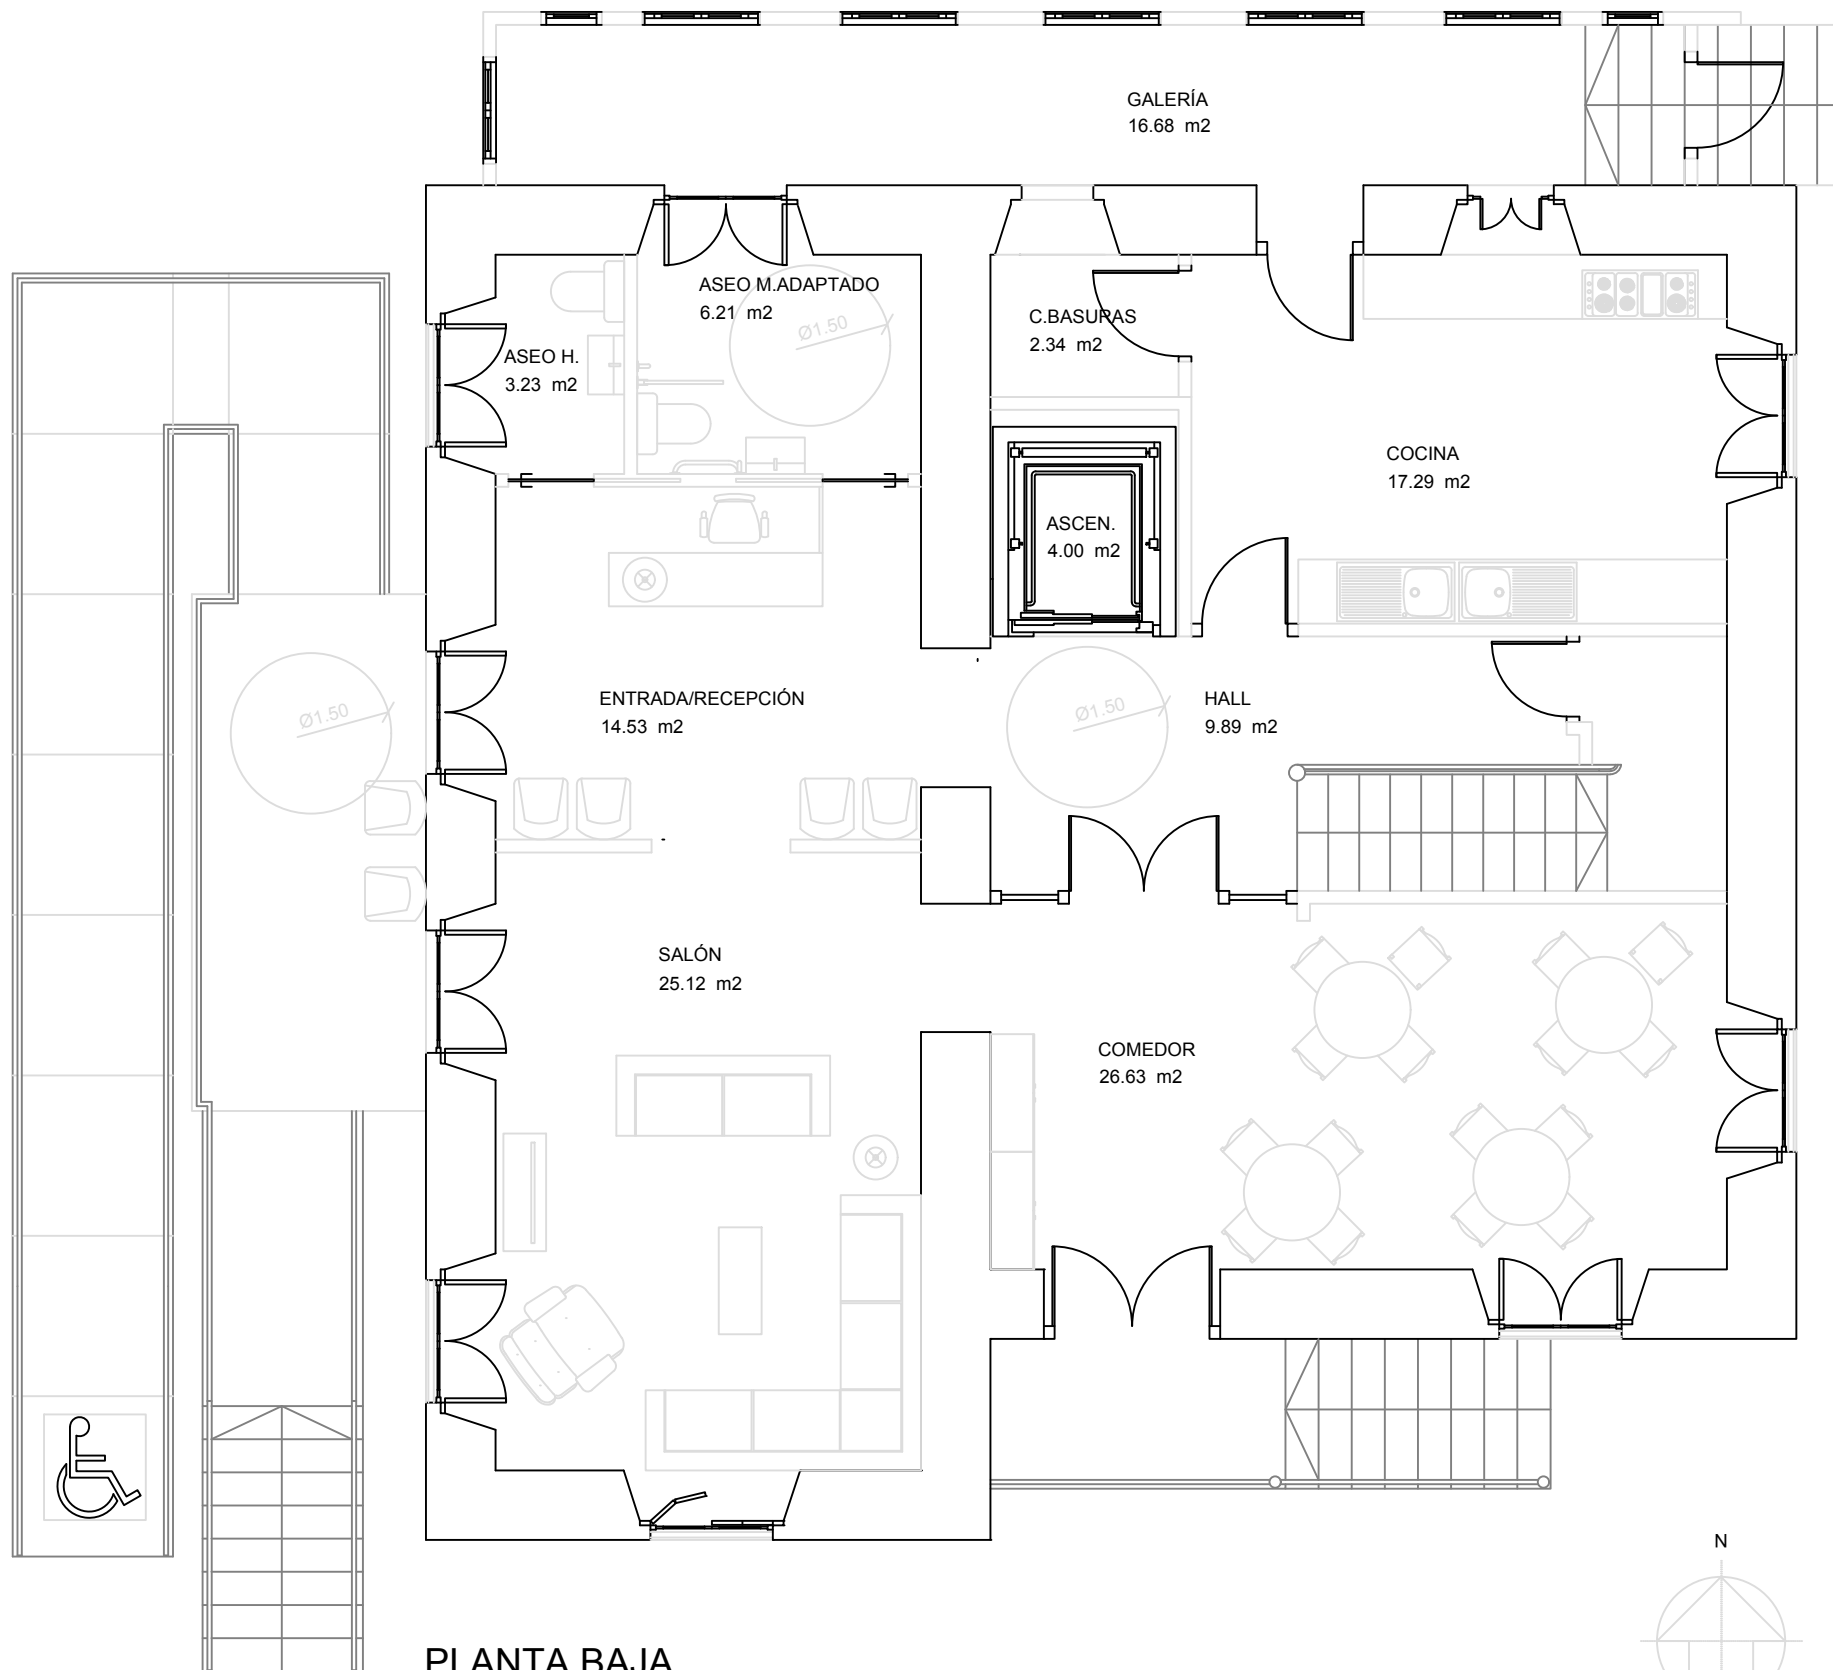 GALERÍA
16.68 m2
ASEO M.ADAPTADO
6.21 m2
Ø1.50
C.BASURAS
2.34 m2
ASEO H.
3.23 m2
COCINA
17.29 m2
ASCEN.
4.00 m2
ENTRADA/RECEPCIÓN
14.53 m2
Ø1.50
Ø1.50
HALL
9.89 m2
SALÓN
25.12 m2
COMEDOR
26.63 m2
N
PLANTA BAJA